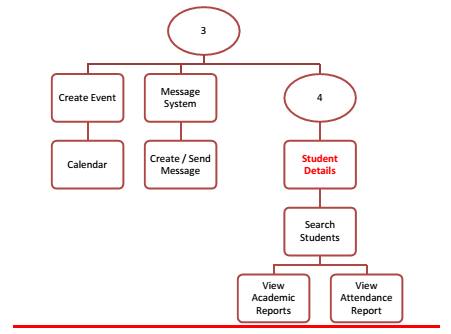 3
Create Event
Message
System
4
Calendar
Create / Send
Message
Student
Details
Search
Students
View
Academic
Reports
View
Attendance
Report